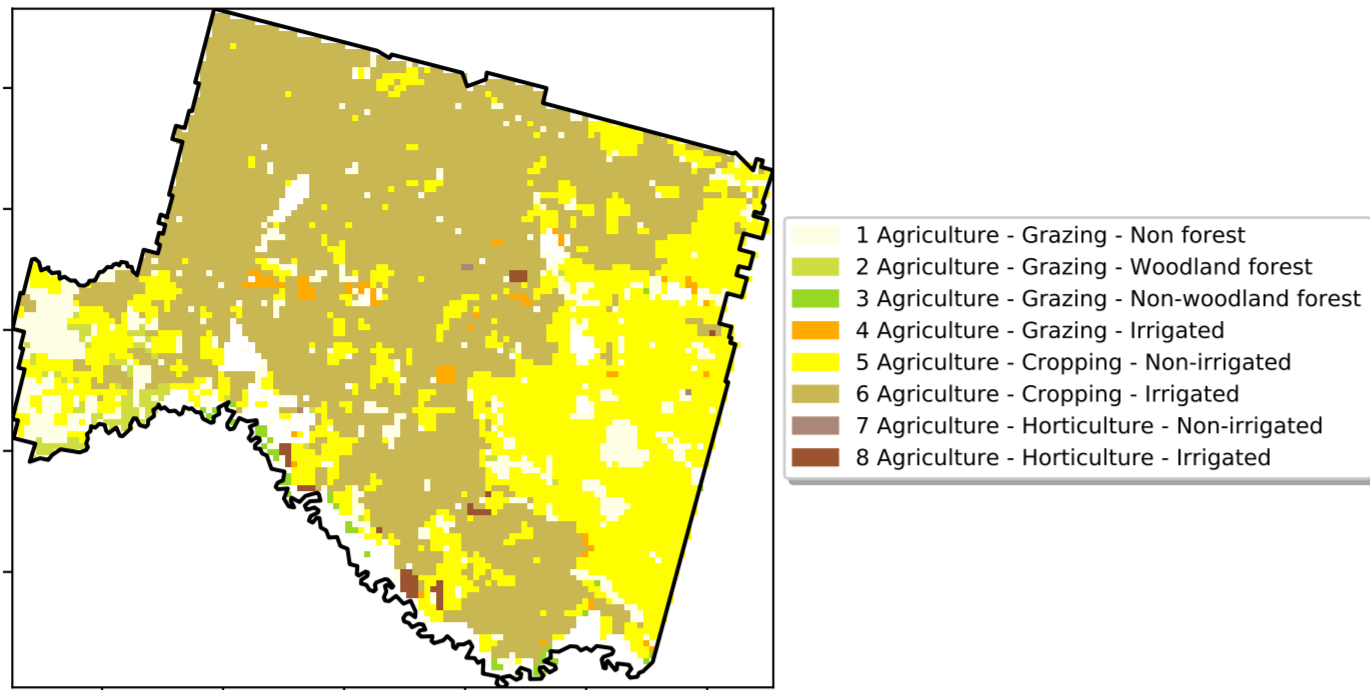 1 Agriculture - Grazing - Non forest
2 Agriculture - Grazing - Woodland forest
3 Agriculture - Grazing - Non-woodland forest
4 Agriculture - Grazing - Irrigated
5 Agriculture - Cropping - Non-irrigated
6 Agriculture - Cropping - Irrigated
7 Agriculture - Horticulture - Non-irrigated
8 Agriculture - Horticulture - Irrigated